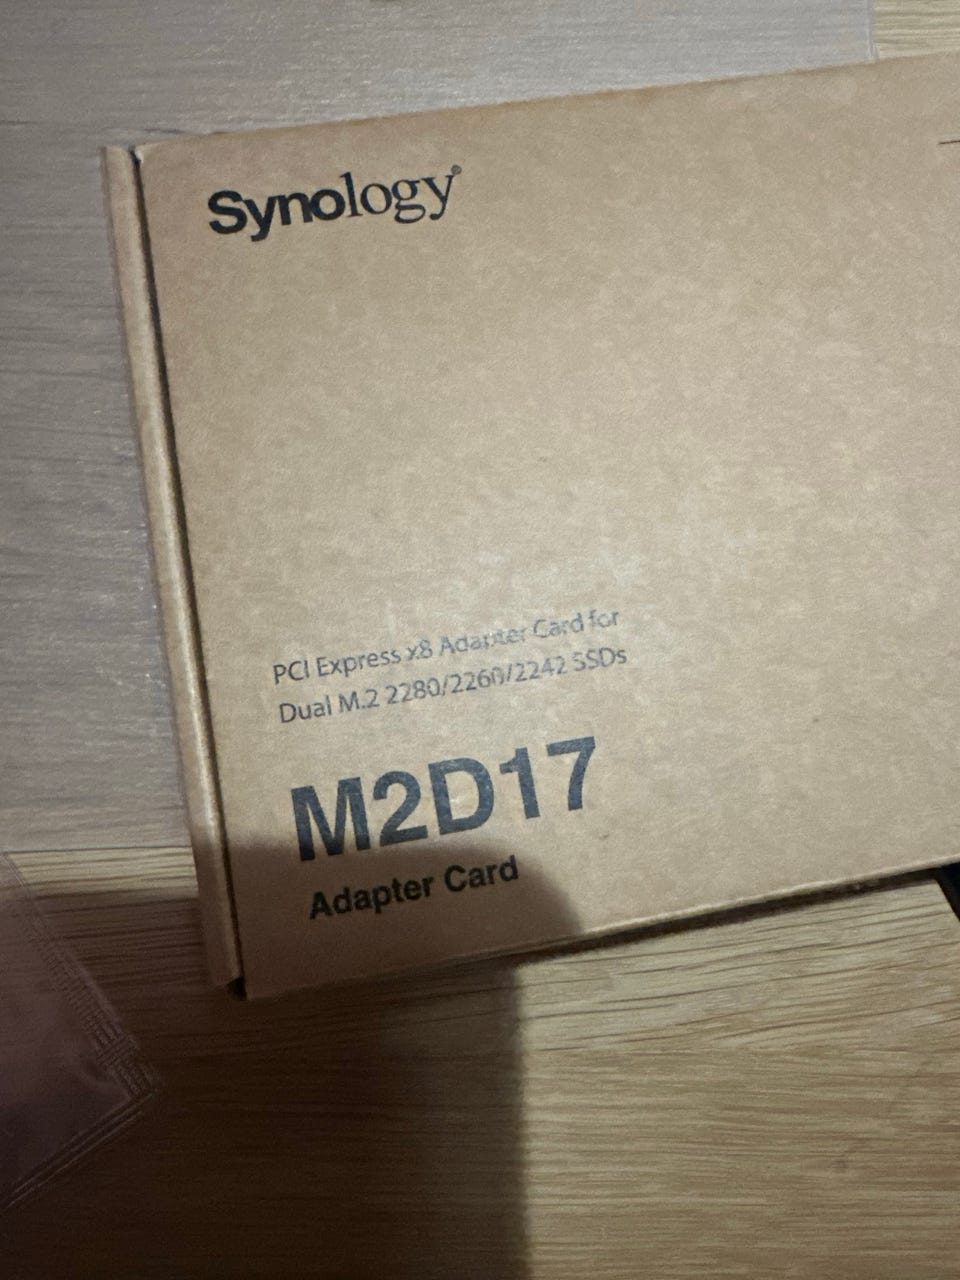 Synology®
PCI Express x8 Adapter Card for
Dual M.2 2280/2260/2242 SSDs
M2D17
Adapter Card